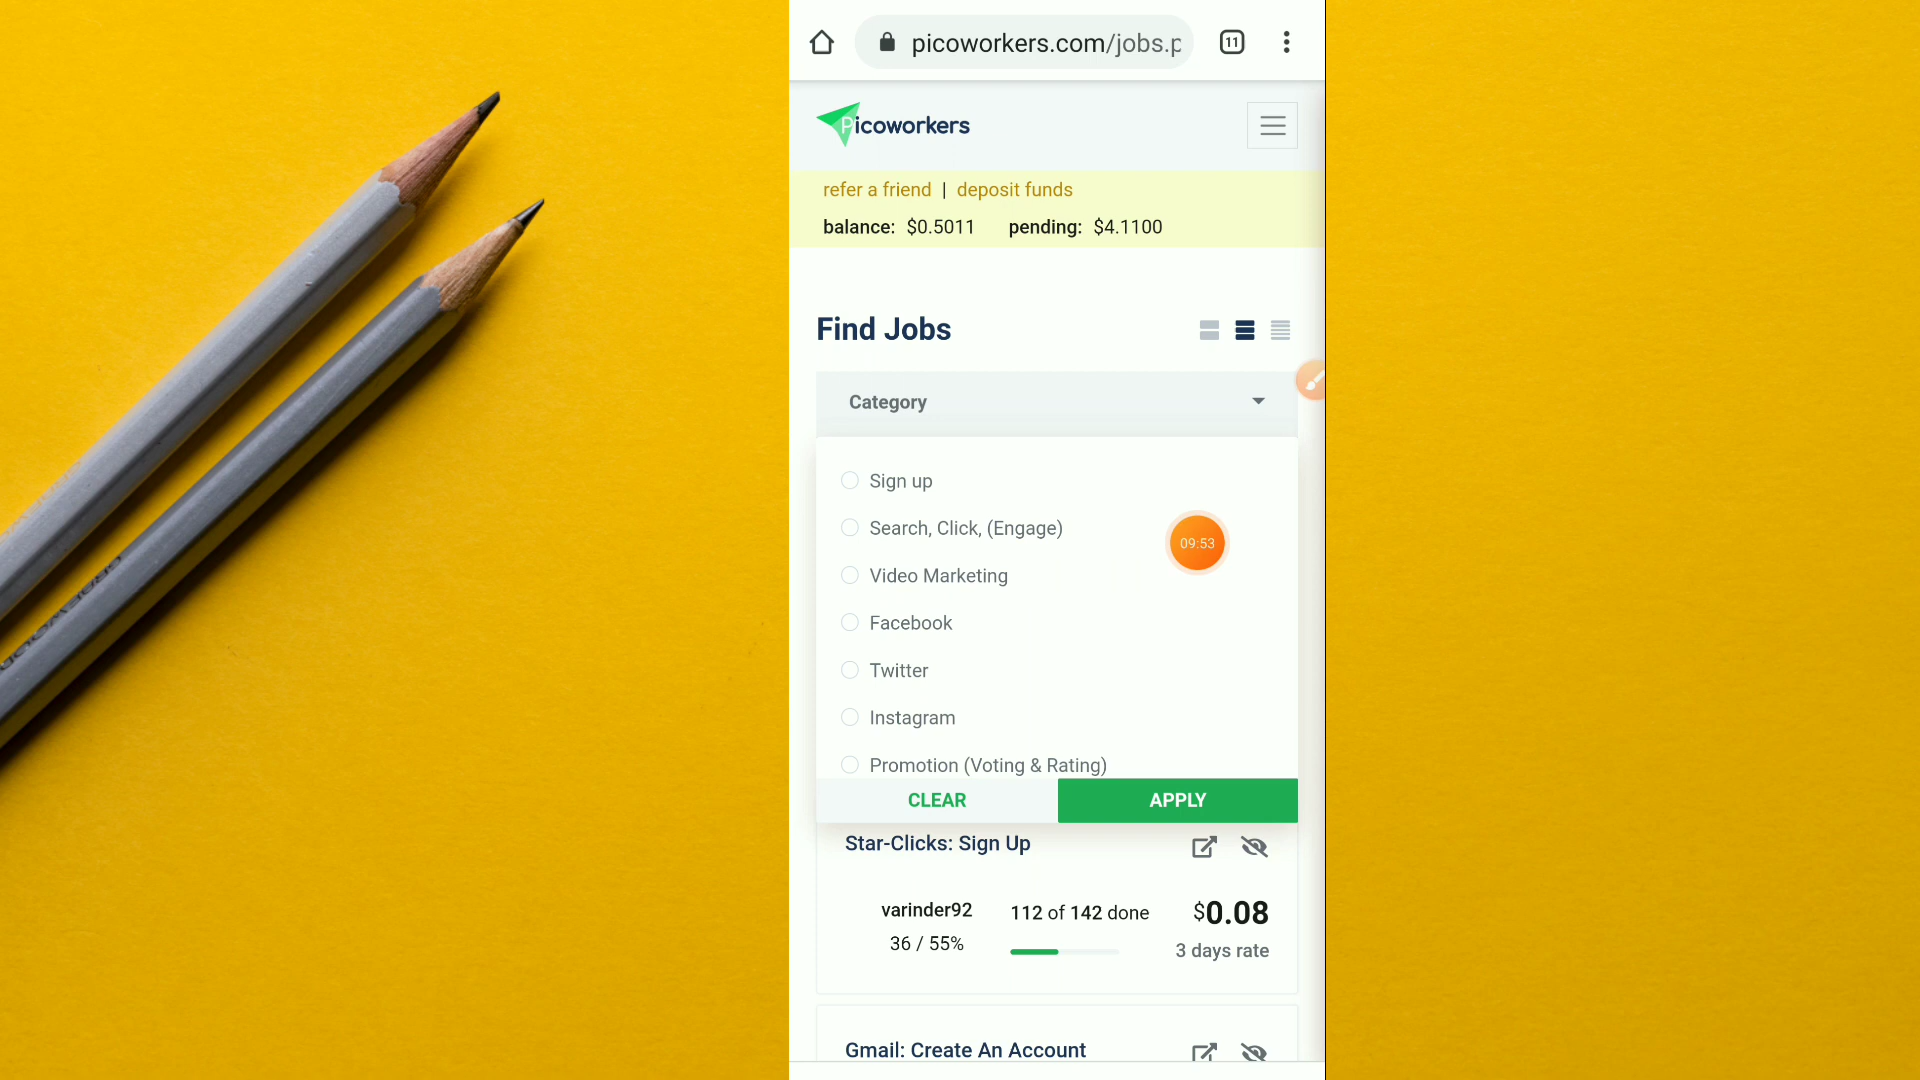 picoworkers.com/jobs.p
11
Picoworkers
refer a friend | deposit funds
balance: $0.5011 pending: $4.1100
Find Jobs
Category
Sign up
Search, Click, (Engage)
09:53
Video Marketing
Facebook
Twitter
Instagram
Promotion (Voting & Rating)
CLEAR
APPLY
Star-Clicks: Sign Up
varinder92
112 of 142 done
$0.08
36 / 55%
3 days rate
Gmail: Create An Account